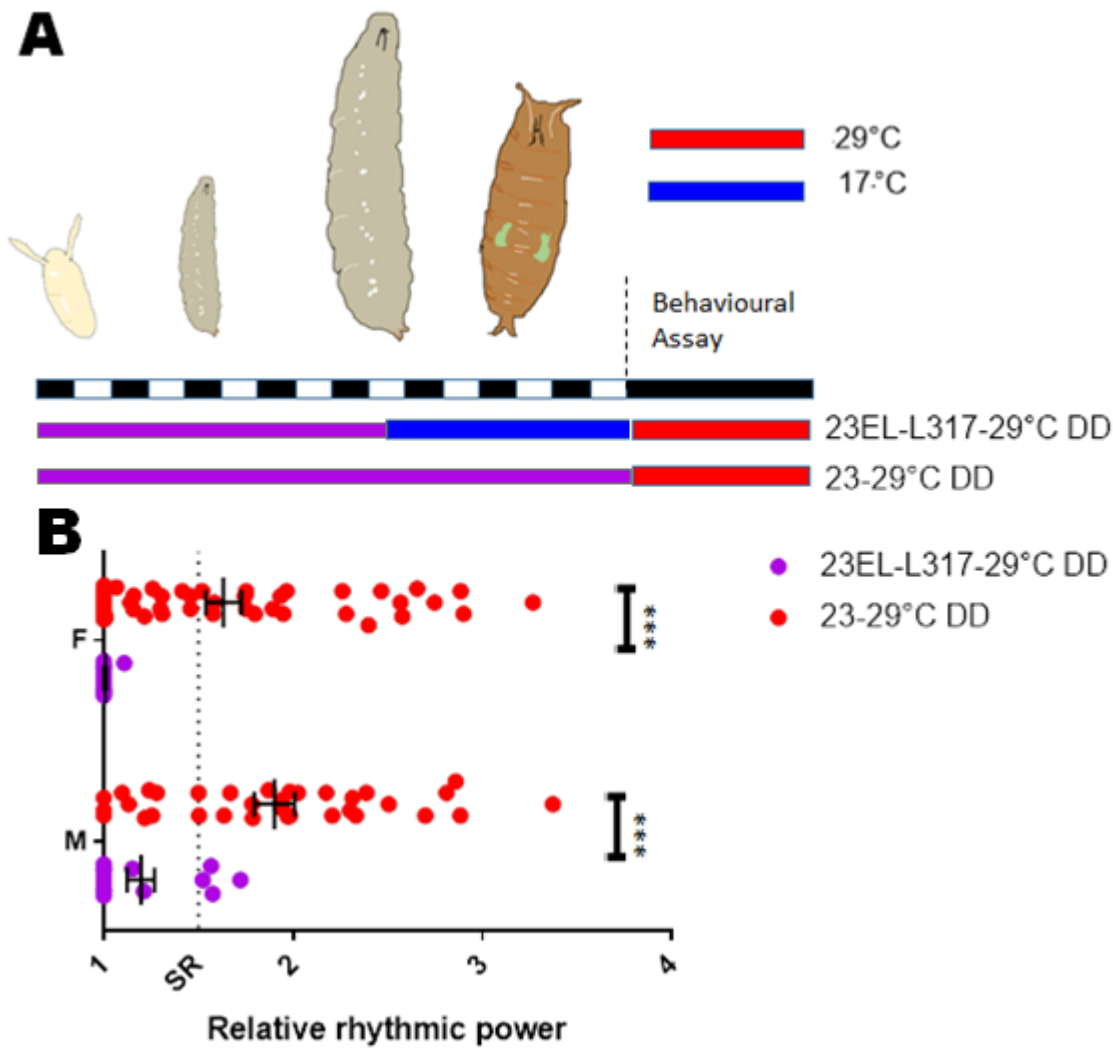 A
29°C
17°C
Behavioural
Assay
23EL-L317-29°C DD
23-29°C DD
B
23EL-L317-29°C DD
23-29°C DD
F
***
M
***
1
SR
2
3
4
Relative rhythmic power